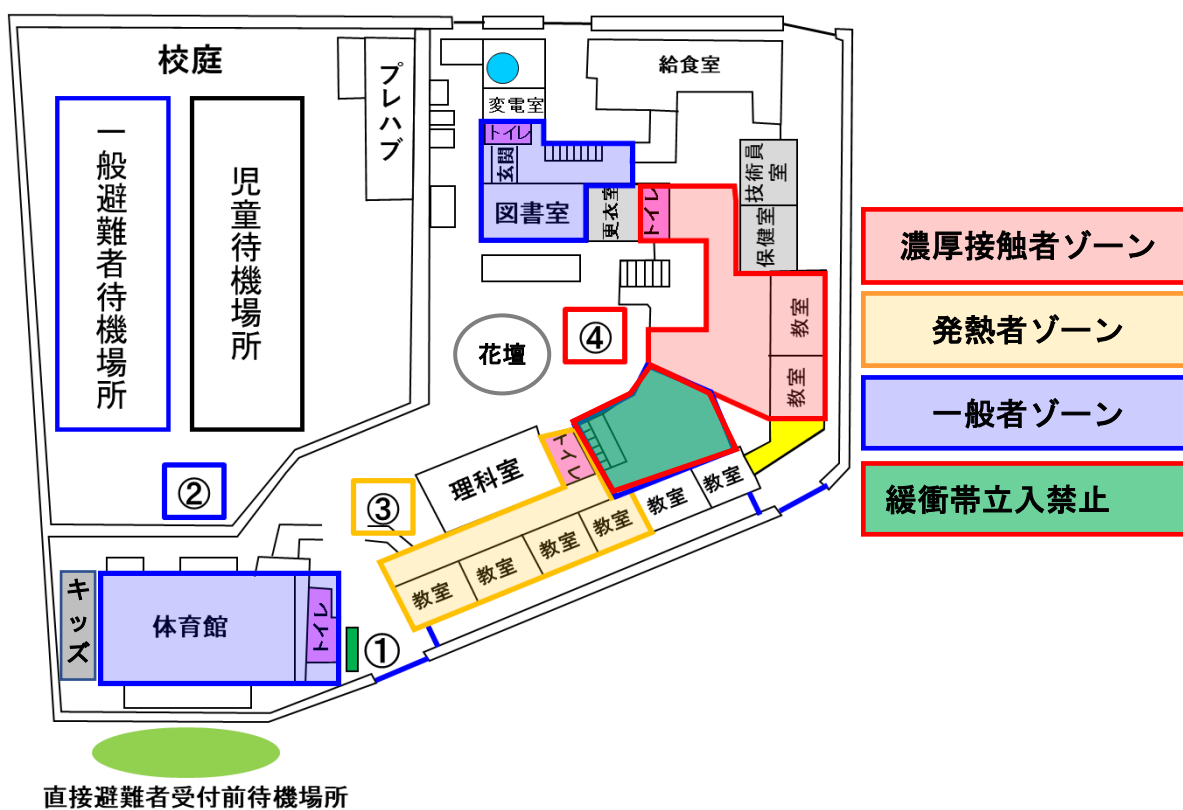 校庭
一般避難者待機場所
児童待機場所
プレハブ
変電室
トイレ
玄関
図書室
更衣室
トイレ
給食室
技術員室
保健室
教室
教室
濃厚接触者ゾーン
発熱者ゾーン
一般者ゾーン
緩衝帯立入禁止
花壇
④
②
③
理科室
トイレ
教室
教室
教室
教室
教室
教室
キッズ
体育館
トイレ
①
直接避難者受付前待機場所